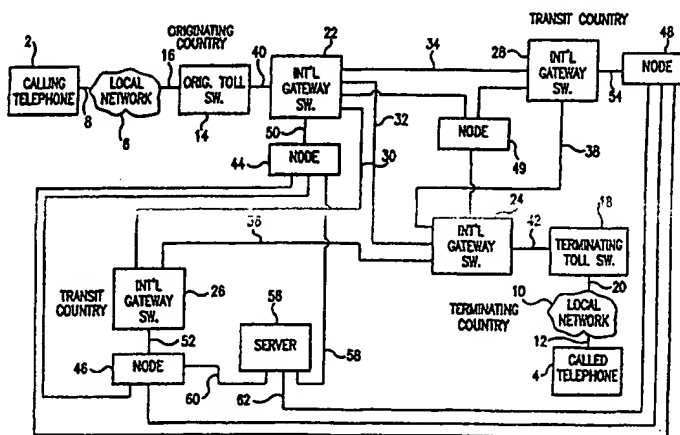 TRANSIT COUNTRY
ORIGINATING
COUNTRY
2
16
40
22
34
28
48
CALLING
TELEPHONE
LOCAL
NETWORK
ORIG. TOLL
SW.
INT'L
GATEWAY
SW.
INT'L
GATEWAY
SW.
NODE
8
6
14
54
50
32
NODE
49
44
NODE
30
38
24
18
INT'L
GATEWAY
SW.
42
TERMINATING
TOLL SW.
TRANSIT
COUNTRY
INT'L
GATEWAY
SW.
26
56
SERVER
58
TERMINATING
COUNTRY
10
20
LOCAL
NETWORK
12
CALLED
TELEPHONE
4
52
46
NODE
60
62